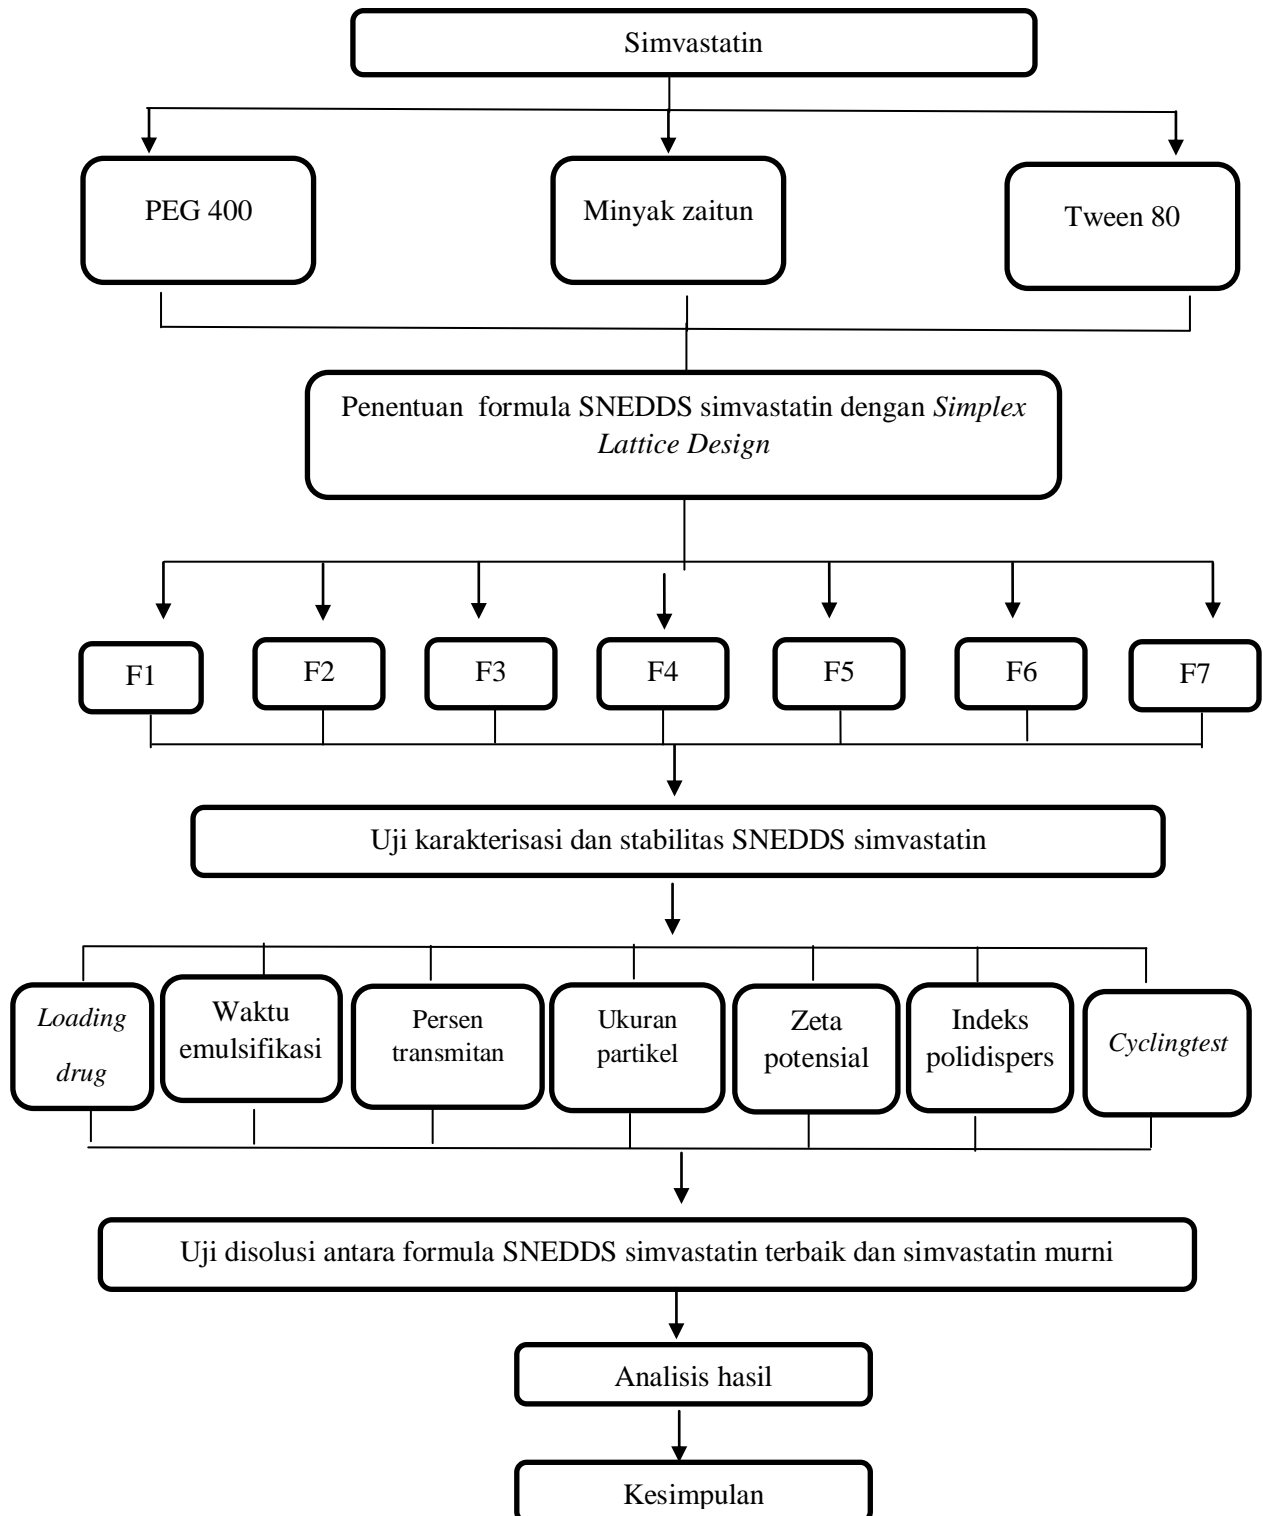 Simvastatin
PEG 400
Minyak zaitun
Tween 80
Penentuan formula SNEDDS simvastatin dengan Simplex
Lattice Design
F1
F2
F3
F4
F5
F6
F7
Uji karakterisasi dan stabilitas SNEDDS simvastatin
Loading
drug
Waktu
emulsifikasi
Persen
transmitan
Ukuran
partikel
Zeta
potensial
Indeks
polidispers
Cyclingtest
Uji disolusi antara formula SNEDDS simvastatin terbaik dan simvastatin murni
Analisis hasil
Kesimpulan